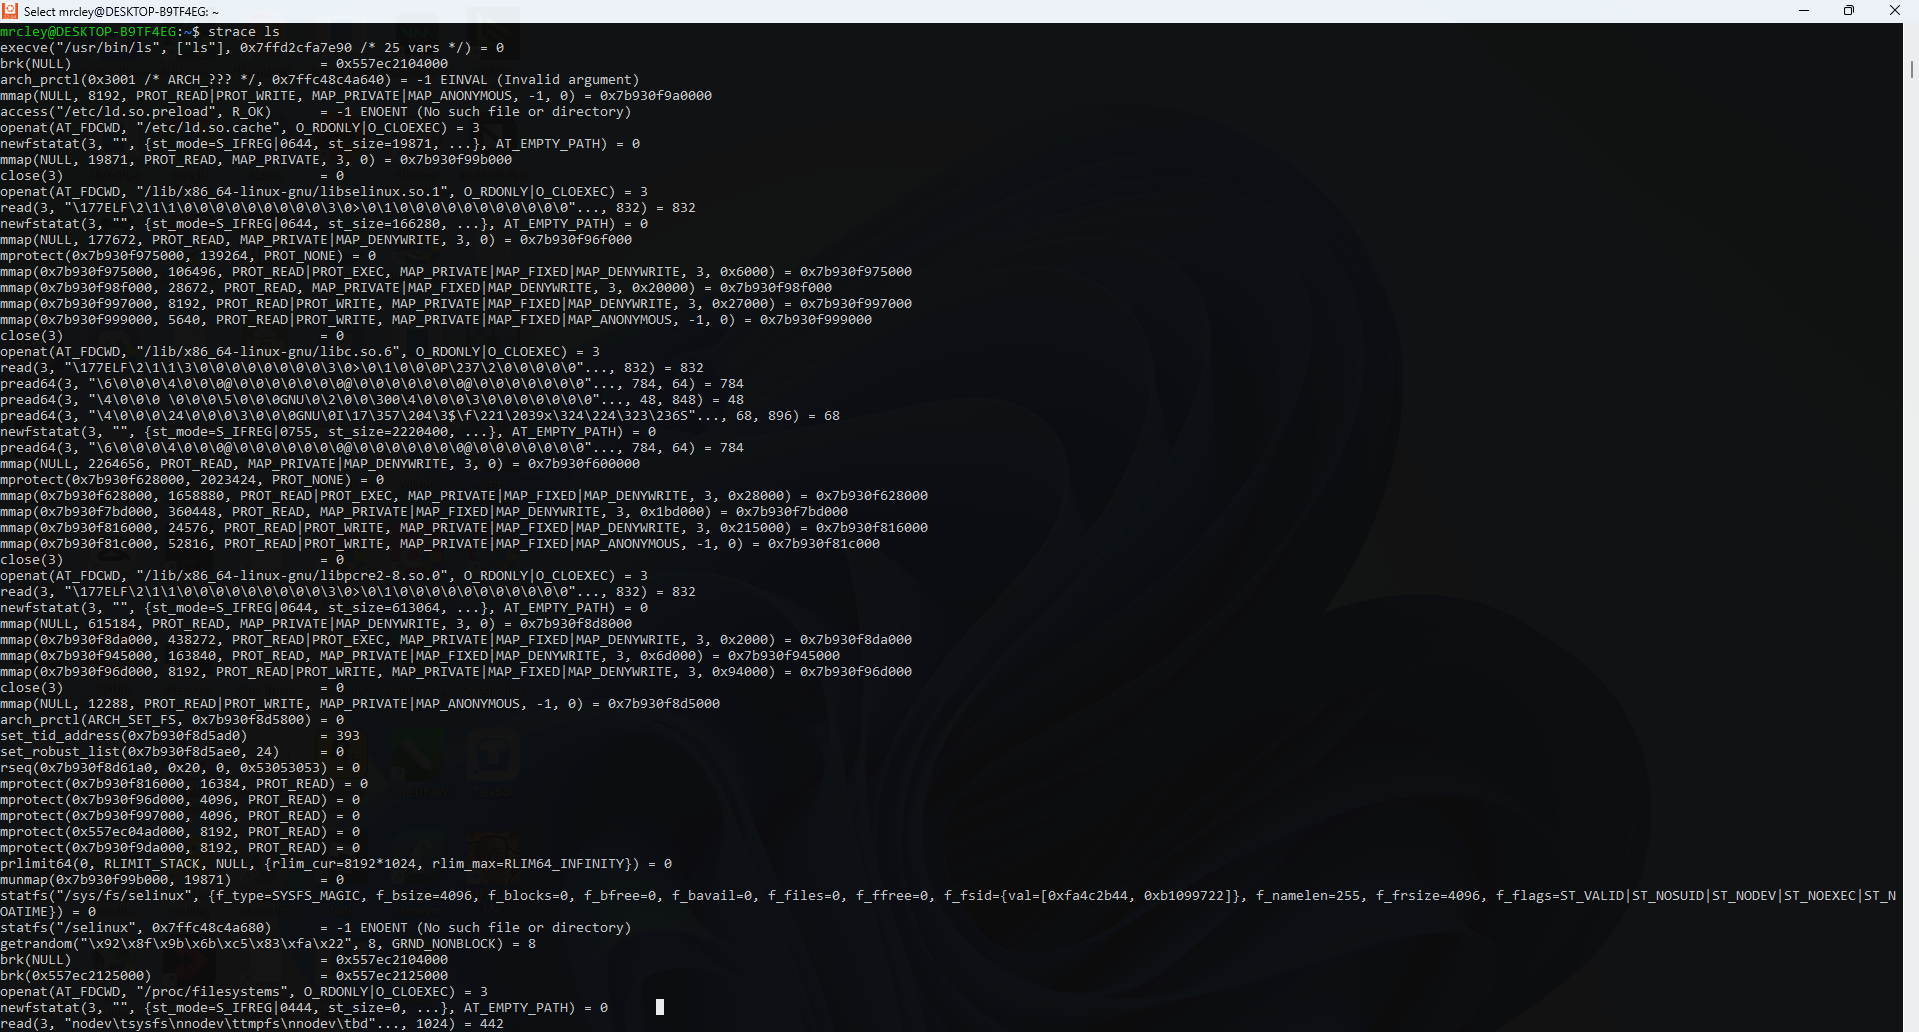 Select mrcley@DESKTOP-B9TF4EG: ~
mrcley@DESKTOP-B9TF4EG:~$ strace ls
execve("/usr/bin/ls", ["ls"], 0x7ffd2cfa7e90 /* 25 vars */) = 0
brk(NULL)                               = 0x557ec2104000
arch_prctl(0x3001 /* ARCH_??? */, 0x7ffc48c4a640) = -1 EINVAL (Invalid argument)
mmap(NULL, 8192, PROT_READ|PROT_WRITE, MAP_PRIVATE|MAP_ANONYMOUS, -1, 0) = 0x7b930f9a0000
access("/etc/ld.so.preload", R_OK)      = -1 ENOENT (No such file or directory)
openat(AT_FDCWD, "/etc/ld.so.cache", O_RDONLY|O_CLOEXEC) = 3
newfstatat(3, "", {st_mode=S_IFREG|0644, st_size=19871, ...}, AT_EMPTY_PATH) = 0
mmap(NULL, 19871, PROT_READ, MAP_PRIVATE, 3, 0) = 0x7b930f99b000
close(3)                                = 0
openat(AT_FDCWD, "/lib/x86_64-linux-gnu/libselinux.so.1", O_RDONLY|O_CLOEXEC) = 3
read(3, "\177ELF\2\1\1\0\0\0\0\0\0\0\0\0\3\0>\0\1\0\0\0\0\0\0\0\0\0\0\0"..., 832) = 832
newfstatat(3, "", {st_mode=S_IFREG|0644, st_size=166280, ...}, AT_EMPTY_PATH) = 0
mmap(NULL, 177672, PROT_READ, MAP_PRIVATE|MAP_DENYWRITE, 3, 0) = 0x7b930f96f000
mprotect(0x7b930f975000, 139264, PROT_NONE) = 0
mmap(0x7b930f975000, 106496, PROT_READ|PROT_EXEC, MAP_PRIVATE|MAP_FIXED|MAP_DENYWRITE, 3, 0x6000) = 0x7b930f975000
mmap(0x7b930f98f000, 28672, PROT_READ, MAP_PRIVATE|MAP_FIXED|MAP_DENYWRITE, 3, 0x20000) = 0x7b930f98f000
mmap(0x7b930f997000, 8192, PROT_READ|PROT_WRITE, MAP_PRIVATE|MAP_FIXED|MAP_DENYWRITE, 3, 0x27000) = 0x7b930f997000
mmap(0x7b930f999000, 5640, PROT_READ|PROT_WRITE, MAP_PRIVATE|MAP_FIXED|MAP_ANONYMOUS, -1, 0) = 0x7b930f999000
close(3)                                = 0
openat(AT_FDCWD, "/lib/x86_64-linux-gnu/libc.so.6", O_RDONLY|O_CLOEXEC) = 3
read(3, "\177ELF\2\1\1\3\0\0\0\0\0\0\0\0\3\0>\0\1\0\0\0P\237\2\0\0\0\0\0"..., 832) = 832
pread64(3, "\6\0\0\0\4\0\0\0@\0\0\0\0\0\0\0@\0\0\0\0\0\0\0@\0\0\0\0\0\0\0"..., 784, 64) = 784
pread64(3, "\4\0\0\0 \0\0\0\5\0\0\0GNU\0\2\0\0\300\4\0\0\0\3\0\0\0\0\0\0\0"..., 48, 848) = 48
pread64(3, "\4\0\0\0\24\0\0\0\3\0\0\0GNU\0I\17\357\204\3$\f\221\2039x\324\224\323\236S"..., 68, 896) = 68
newfstatat(3, "", {st_mode=S_IFREG|0755, st_size=2220400, ...}, AT_EMPTY_PATH) = 0
pread64(3, "\6\0\0\0\4\0\0\0@\0\0\0\0\0\0\0@\0\0\0\0\0\0\0@\0\0\0\0\0\0\0"..., 784, 64) = 784
mmap(NULL, 2264656, PROT_READ, MAP_PRIVATE|MAP_DENYWRITE, 3, 0) = 0x7b930f600000
mprotect(0x7b930f628000, 2023424, PROT_NONE) = 0
mmap(0x7b930f628000, 1658880, PROT_READ|PROT_EXEC, MAP_PRIVATE|MAP_FIXED|MAP_DENYWRITE, 3, 0x28000) = 0x7b930f628000
mmap(0x7b930f7bd000, 360448, PROT_READ, MAP_PRIVATE|MAP_FIXED|MAP_DENYWRITE, 3, 0x1bd000) = 0x7b930f7bd000
mmap(0x7b930f816000, 24576, PROT_READ|PROT_WRITE, MAP_PRIVATE|MAP_FIXED|MAP_DENYWRITE, 3, 0x215000) = 0x7b930f816000
mmap(0x7b930f81c000, 52816, PROT_READ|PROT_WRITE, MAP_PRIVATE|MAP_FIXED|MAP_ANONYMOUS, -1, 0) = 0x7b930f81c000
close(3)                                = 0
openat(AT_FDCWD, "/lib/x86_64-linux-gnu/libpcre2-8.so.0", O_RDONLY|O_CLOEXEC) = 3
read(3, "\177ELF\2\1\1\0\0\0\0\0\0\0\0\0\3\0>\0\1\0\0\0\0\0\0\0\0\0\0\0"..., 832) = 832
newfstatat(3, "", {st_mode=S_IFREG|0644, st_size=613064, ...}, AT_EMPTY_PATH) = 0
mmap(NULL, 615184, PROT_READ, MAP_PRIVATE|MAP_DENYWRITE, 3, 0) = 0x7b930f8d8000
mmap(0x7b930f8da000, 438272, PROT_READ|PROT_EXEC, MAP_PRIVATE|MAP_FIXED|MAP_DENYWRITE, 3, 0x2000) = 0x7b930f8da000
mmap(0x7b930f945000, 163840, PROT_READ, MAP_PRIVATE|MAP_FIXED|MAP_DENYWRITE, 3, 0x6d000) = 0x7b930f945000
mmap(0x7b930f96d000, 8192, PROT_READ|PROT_WRITE, MAP_PRIVATE|MAP_FIXED|MAP_DENYWRITE, 3, 0x94000) = 0x7b930f96d000
close(3)                                = 0
mmap(NULL, 12288, PROT_READ|PROT_WRITE, MAP_PRIVATE|MAP_ANONYMOUS, -1, 0) = 0x7b930f8d5000
arch_prctl(ARCH_SET_FS, 0x7b930f8d5800) = 0
set_tid_address(0x7b930f8d5ad0)         = 393
set_robust_list(0x7b930f8d5ae0, 24)     = 0
rseq(0x7b930f8d61a0, 0x20, 0, 0x53053053) = 0
mprotect(0x7b930f816000, 16384, PROT_READ) = 0
mprotect(0x7b930f96d000, 4096, PROT_READ) = 0
mprotect(0x7b930f997000, 4096, PROT_READ) = 0
mprotect(0x557ec04ad000, 8192, PROT_READ) = 0
mprotect(0x7b930f9da000, 8192, PROT_READ) = 0
prlimit64(0, RLIMIT_STACK, NULL, {rlim_cur=8192*1024, rlim_max=RLIM64_INFINITY}) = 0
munmap(0x7b930f99b000, 19871)           = 0
statfs("/sys/fs/selinux", {f_type=SYSFS_MAGIC, f_bsize=4096, f_blocks=0, f_bfree=0, f_bavail=0, f_files=0, f_ffree=0, f_fsid={val=[0xfa4c2b44, 0xb1099722]}, f_namelen=255, f_frsize=4096, f_flags=ST_VALID|ST_NOSUID|ST_NODEV|ST_NOEXEC|ST_N
OATIME}) = 0
statfs("/selinux", 0x7ffc48c4a680)      = -1 ENOENT (No such file or directory)
getrandom("\x92\x8f\x9b\x6b\xc5\x83\xfa\x22", 8, GRND_NONBLOCK) = 8
brk(NULL)                               = 0x557ec2104000
brk(0x557ec2125000)                     = 0x557ec2125000
openat(AT_FDCWD, "/proc/filesystems", O_RDONLY|O_CLOEXEC) = 3
newfstatat(3, "", {st_mode=S_IFREG|0444, st_size=0, ...}, AT_EMPTY_PATH) = 0
read(3, "nodev\tsysfs\nnodev\ttmpfs\nnodev\tbd"..., 1024) = 442